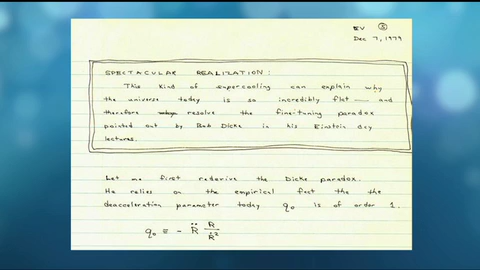 EV ⑤
Dec 7, 1979
SPECTACULAR REALIZATION:
This kind of supercooling can explain why
the universe today is so incredibly flat — and
therefore resolve the fine-tuning paradox
pointed out by Bob Dicke in his Einstein day
lectures.
Let me first rederive the Dicke paradox.
He relies on the empirical fact the the
deacceleration parameter today q₀ is of order 1.
q₀ ≡ - R̈ R/Ṙ²